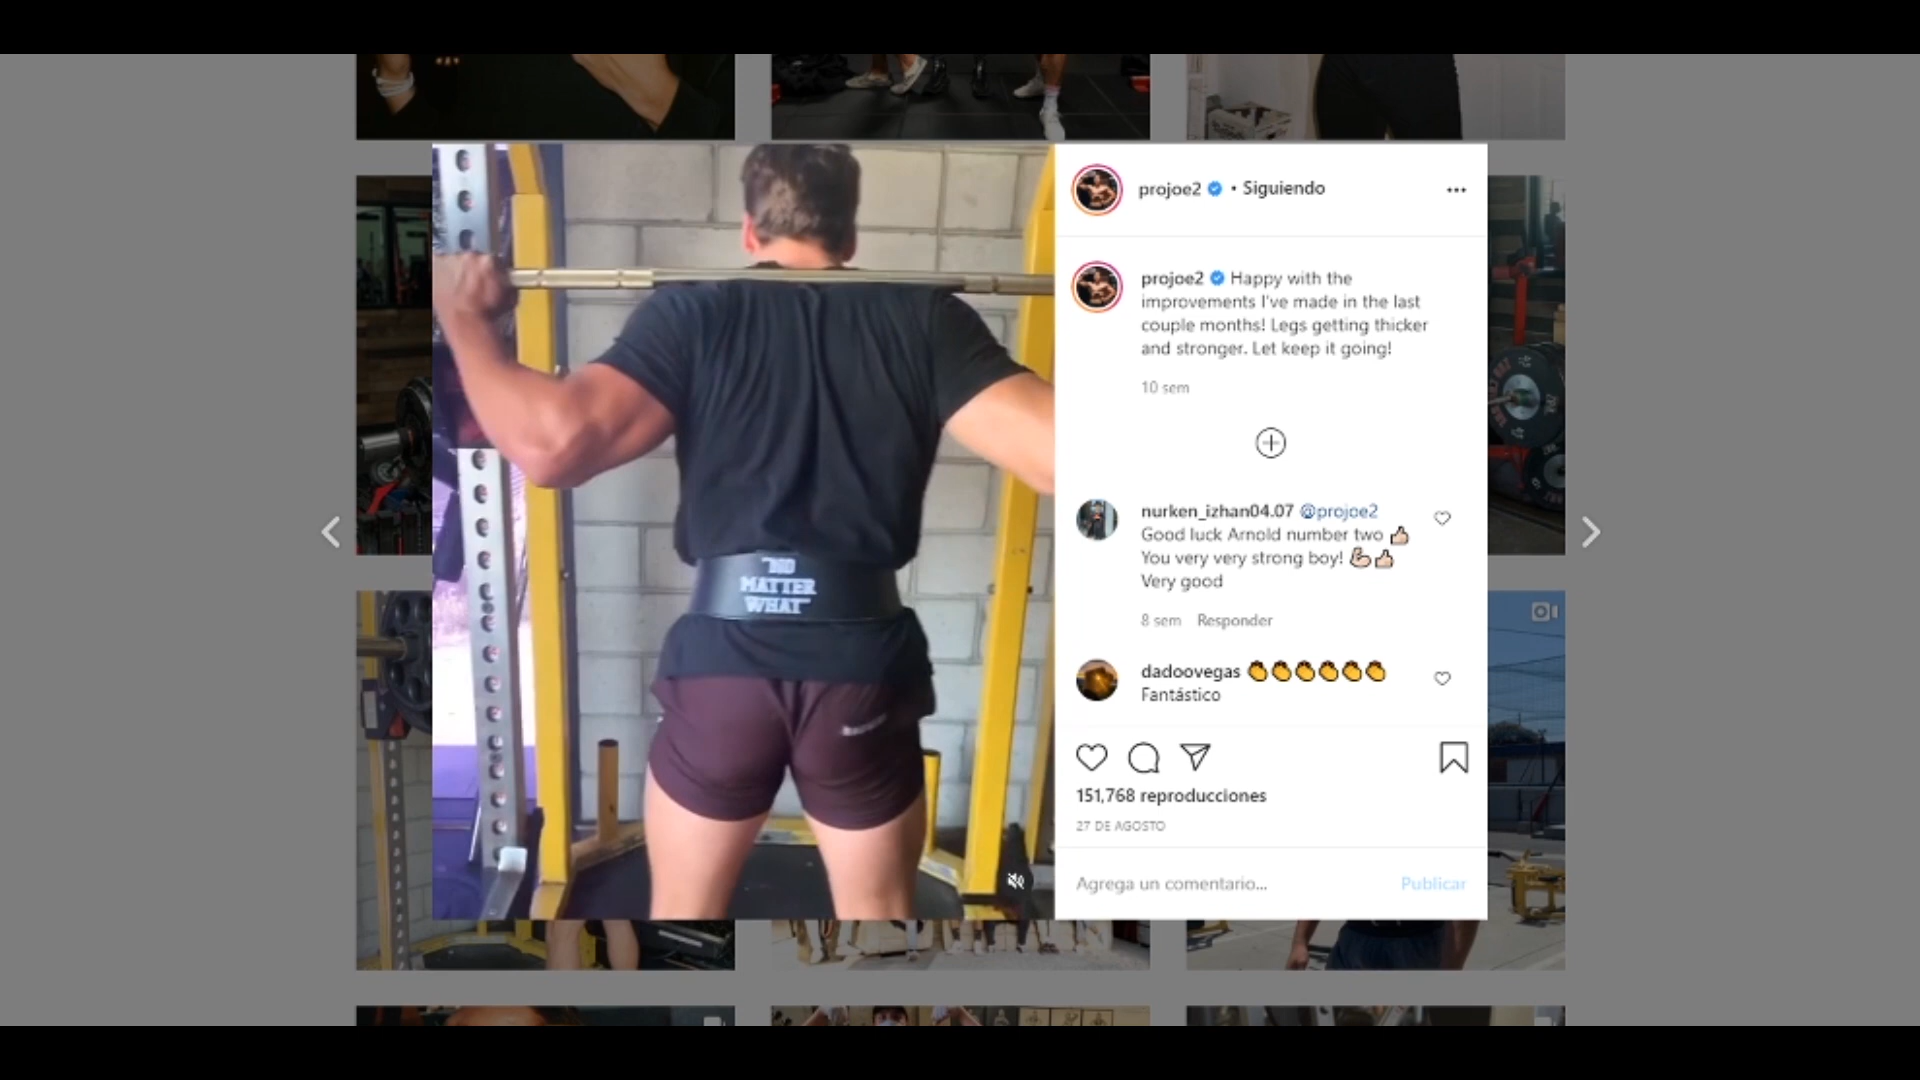 "NO
MATTER
WHAT"
projoe2 • Siguiendo
projoe2 Happy with the
improvements I've made in the last
couple months! Legs getting thicker
and stronger. Let keep it going!
10 sem
nurken_izhan04.07 @projoe2
Good luck Arnold number two 👍🏻
You very very strong boy! 💪🏻👍🏻
Very good
8 sem Responder
dadoovegas 👏👏👏👏👏👏
Fantástico
151,768 reproducciones
27 DE AGOSTO
Agrega un comentario... Publicar